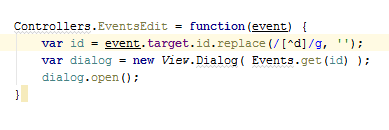 Controllers.EventsEdit = function(event) {
    var id = event.target.id.replace(/[^d]/g, '');
    var dialog = new View.Dialog( Events.get(id) );
    dialog.open();
}